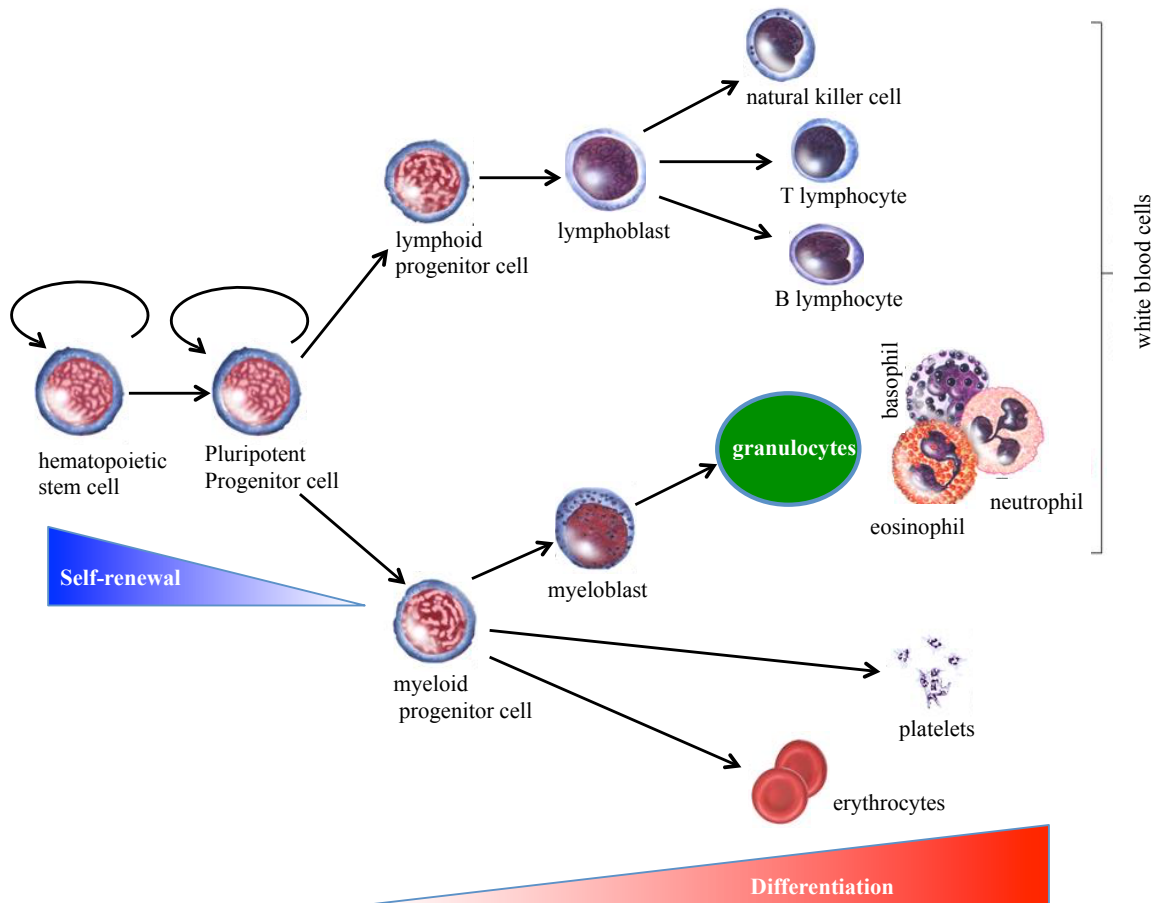 natural killer cell
T lymphocyte
B lymphocyte
lymphoid
progenitor cell
lymphoblast
white blood cells
hematopoietic
stem cell
Pluripotent
Progenitor cell
basophil
granulocytes
neutrophil
eosinophil
Self-renewal
myeloblast
myeloid
progenitor cell
platelets
erythrocytes
Differentiation